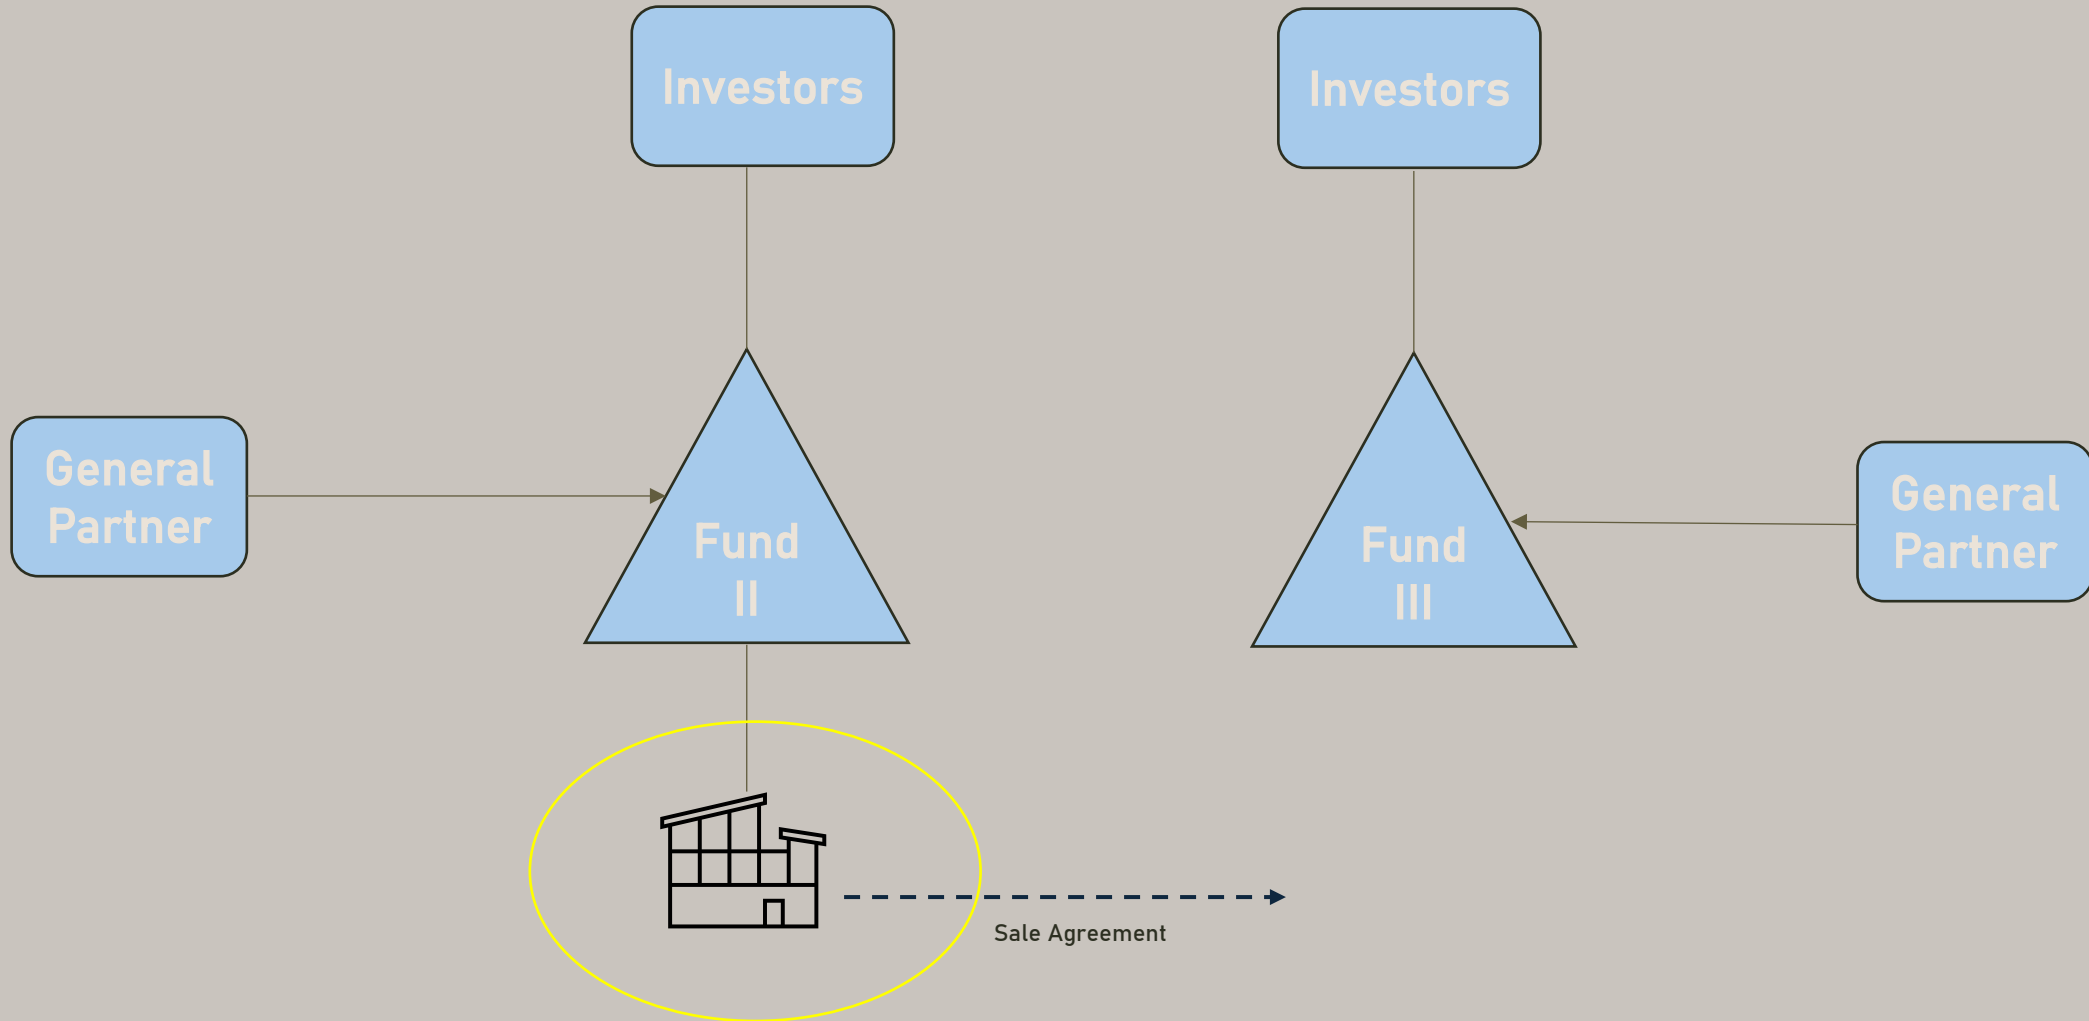 Investors
Investors
General
Partner
Fund
II
Fund
III
General
Partner
Sale Agreement